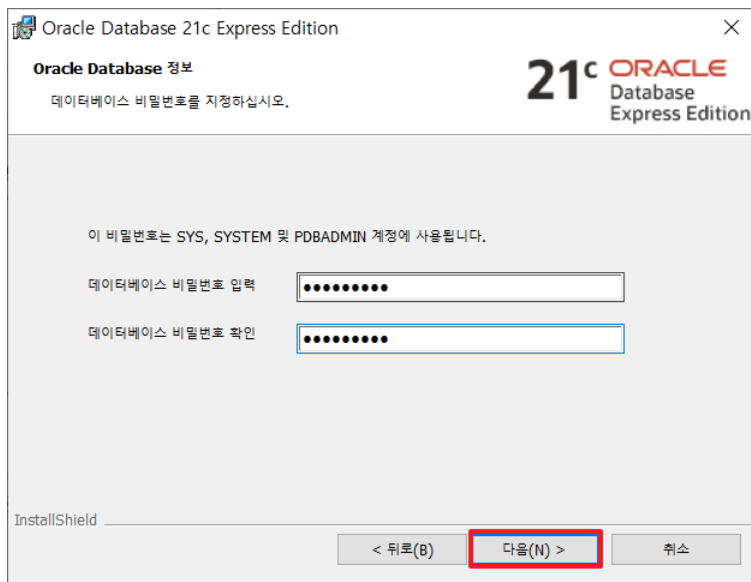 Oracle Database 21c Express Edition
Oracle Database 정보
데이터베이스 비밀번호를 지정하십시오.
21c ORACLE
Database
Express Edition
이 비밀번호는 SYS, SYSTEM 및 PDBADMIN 계정에 사용됩니다.
데이터베이스 비밀번호 입력 ●●●●●●●●●
데이터베이스 비밀번호 확인 ●●●●●●●●●
InstallShield
< 뒤로(B) 다음(N) > 취소